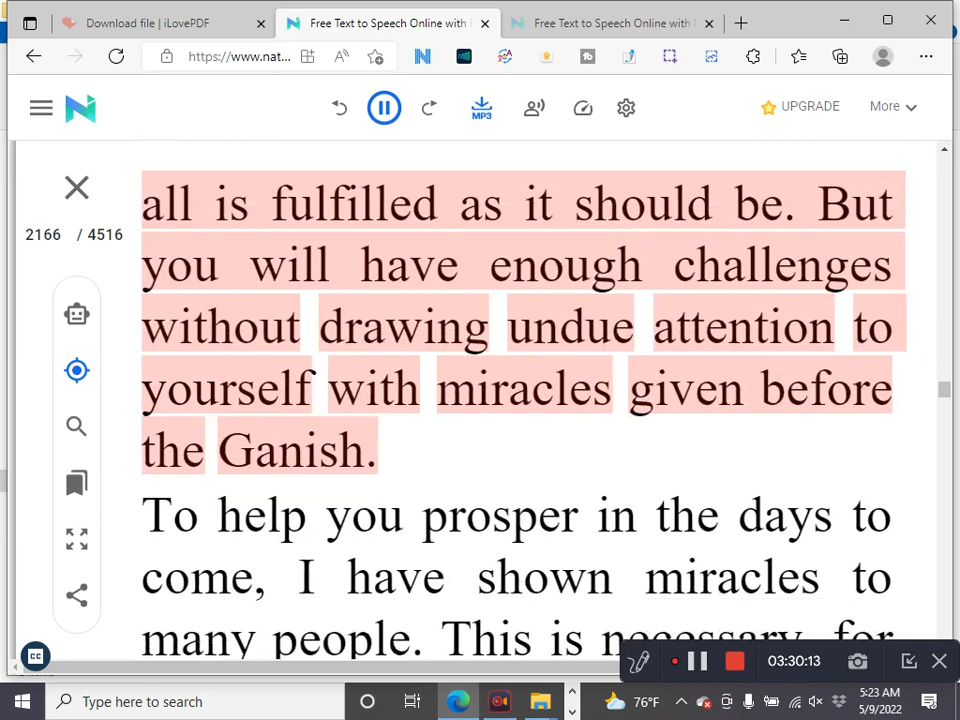 Download file | iLovePDF
Free Text to Speech Online with
Free Text to Speech Online with
https://www.nat...
MP3
UPGRADE
More
2166 / 4516
all is fulfilled as it should be. But
you will have enough challenges
without drawing undue attention to
yourself with miracles given before
the Ganish.
To help you prosper in the days to
come, I have shown miracles to
many people. This is necessary, for
CC
03:30:13
Type here to search
76°F
5:23 AM
5/9/2022